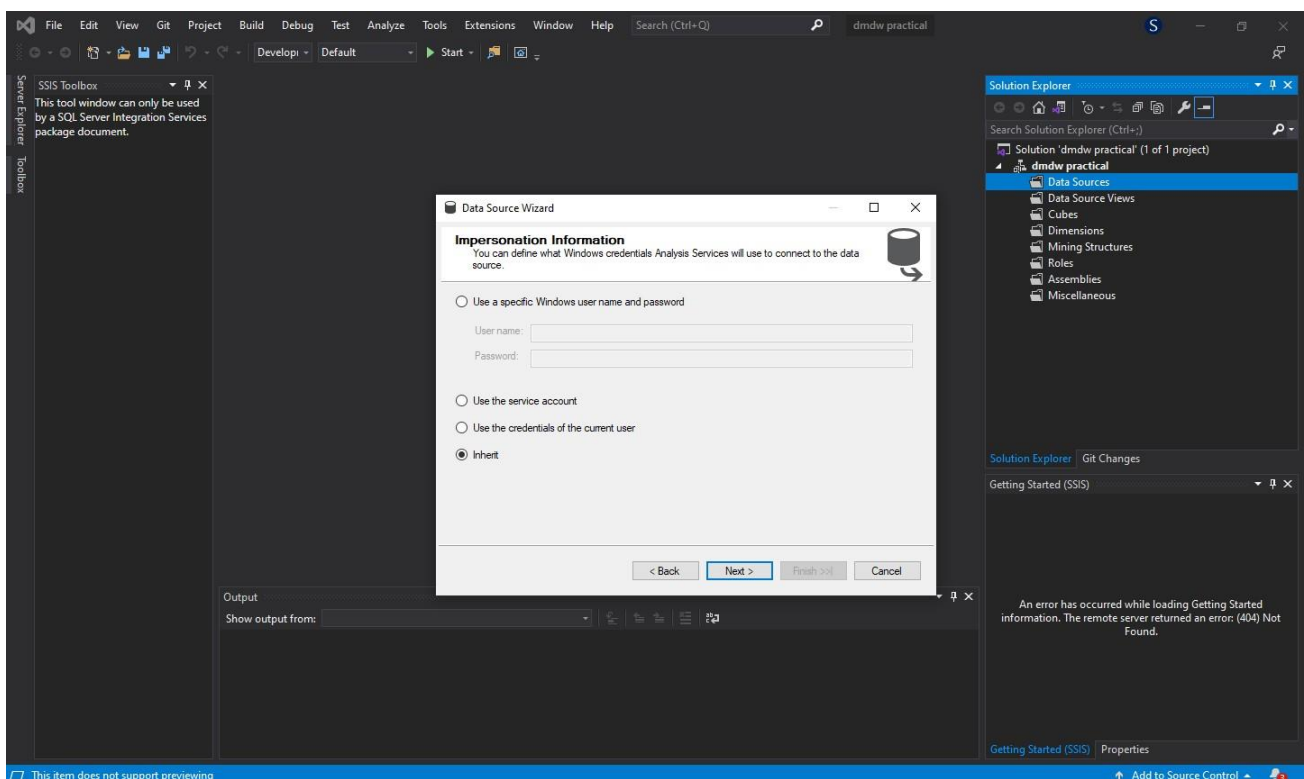 File Edit View Git Project Build Debug Test Analyze Tools Extensions Window Help Search (Ctrl+Q) dmdw practical S
Developi Default Start
Server Explorer
Toolbox
SSIS Toolbox
This tool window can only be used
by a SQL Server Integration Services
package document.
Data Source Wizard
Impersonation Information
You can define what Windows credentials Analysis Services will use to connect to the data
source.
Use a specific Windows user name and password
User name:
Password:
Use the service account
Use the credentials of the current user
Inherit
< Back Next > Finish >>| Cancel
Output
Show output from:
Solution Explorer
Search Solution Explorer (Ctrl+;)
Solution 'dmdw practical' (1 of 1 project)
dmdw practical
Data Sources
Data Source Views
Cubes
Dimensions
Mining Structures
Roles
Assemblies
Miscellaneous
Solution Explorer Git Changes
Getting Started (SSIS)
An error has occurred while loading Getting Started
information. The remote server returned an error: (404) Not
Found.
Getting Started (SSIS) Properties
This item does not support previewing Add to Source Control